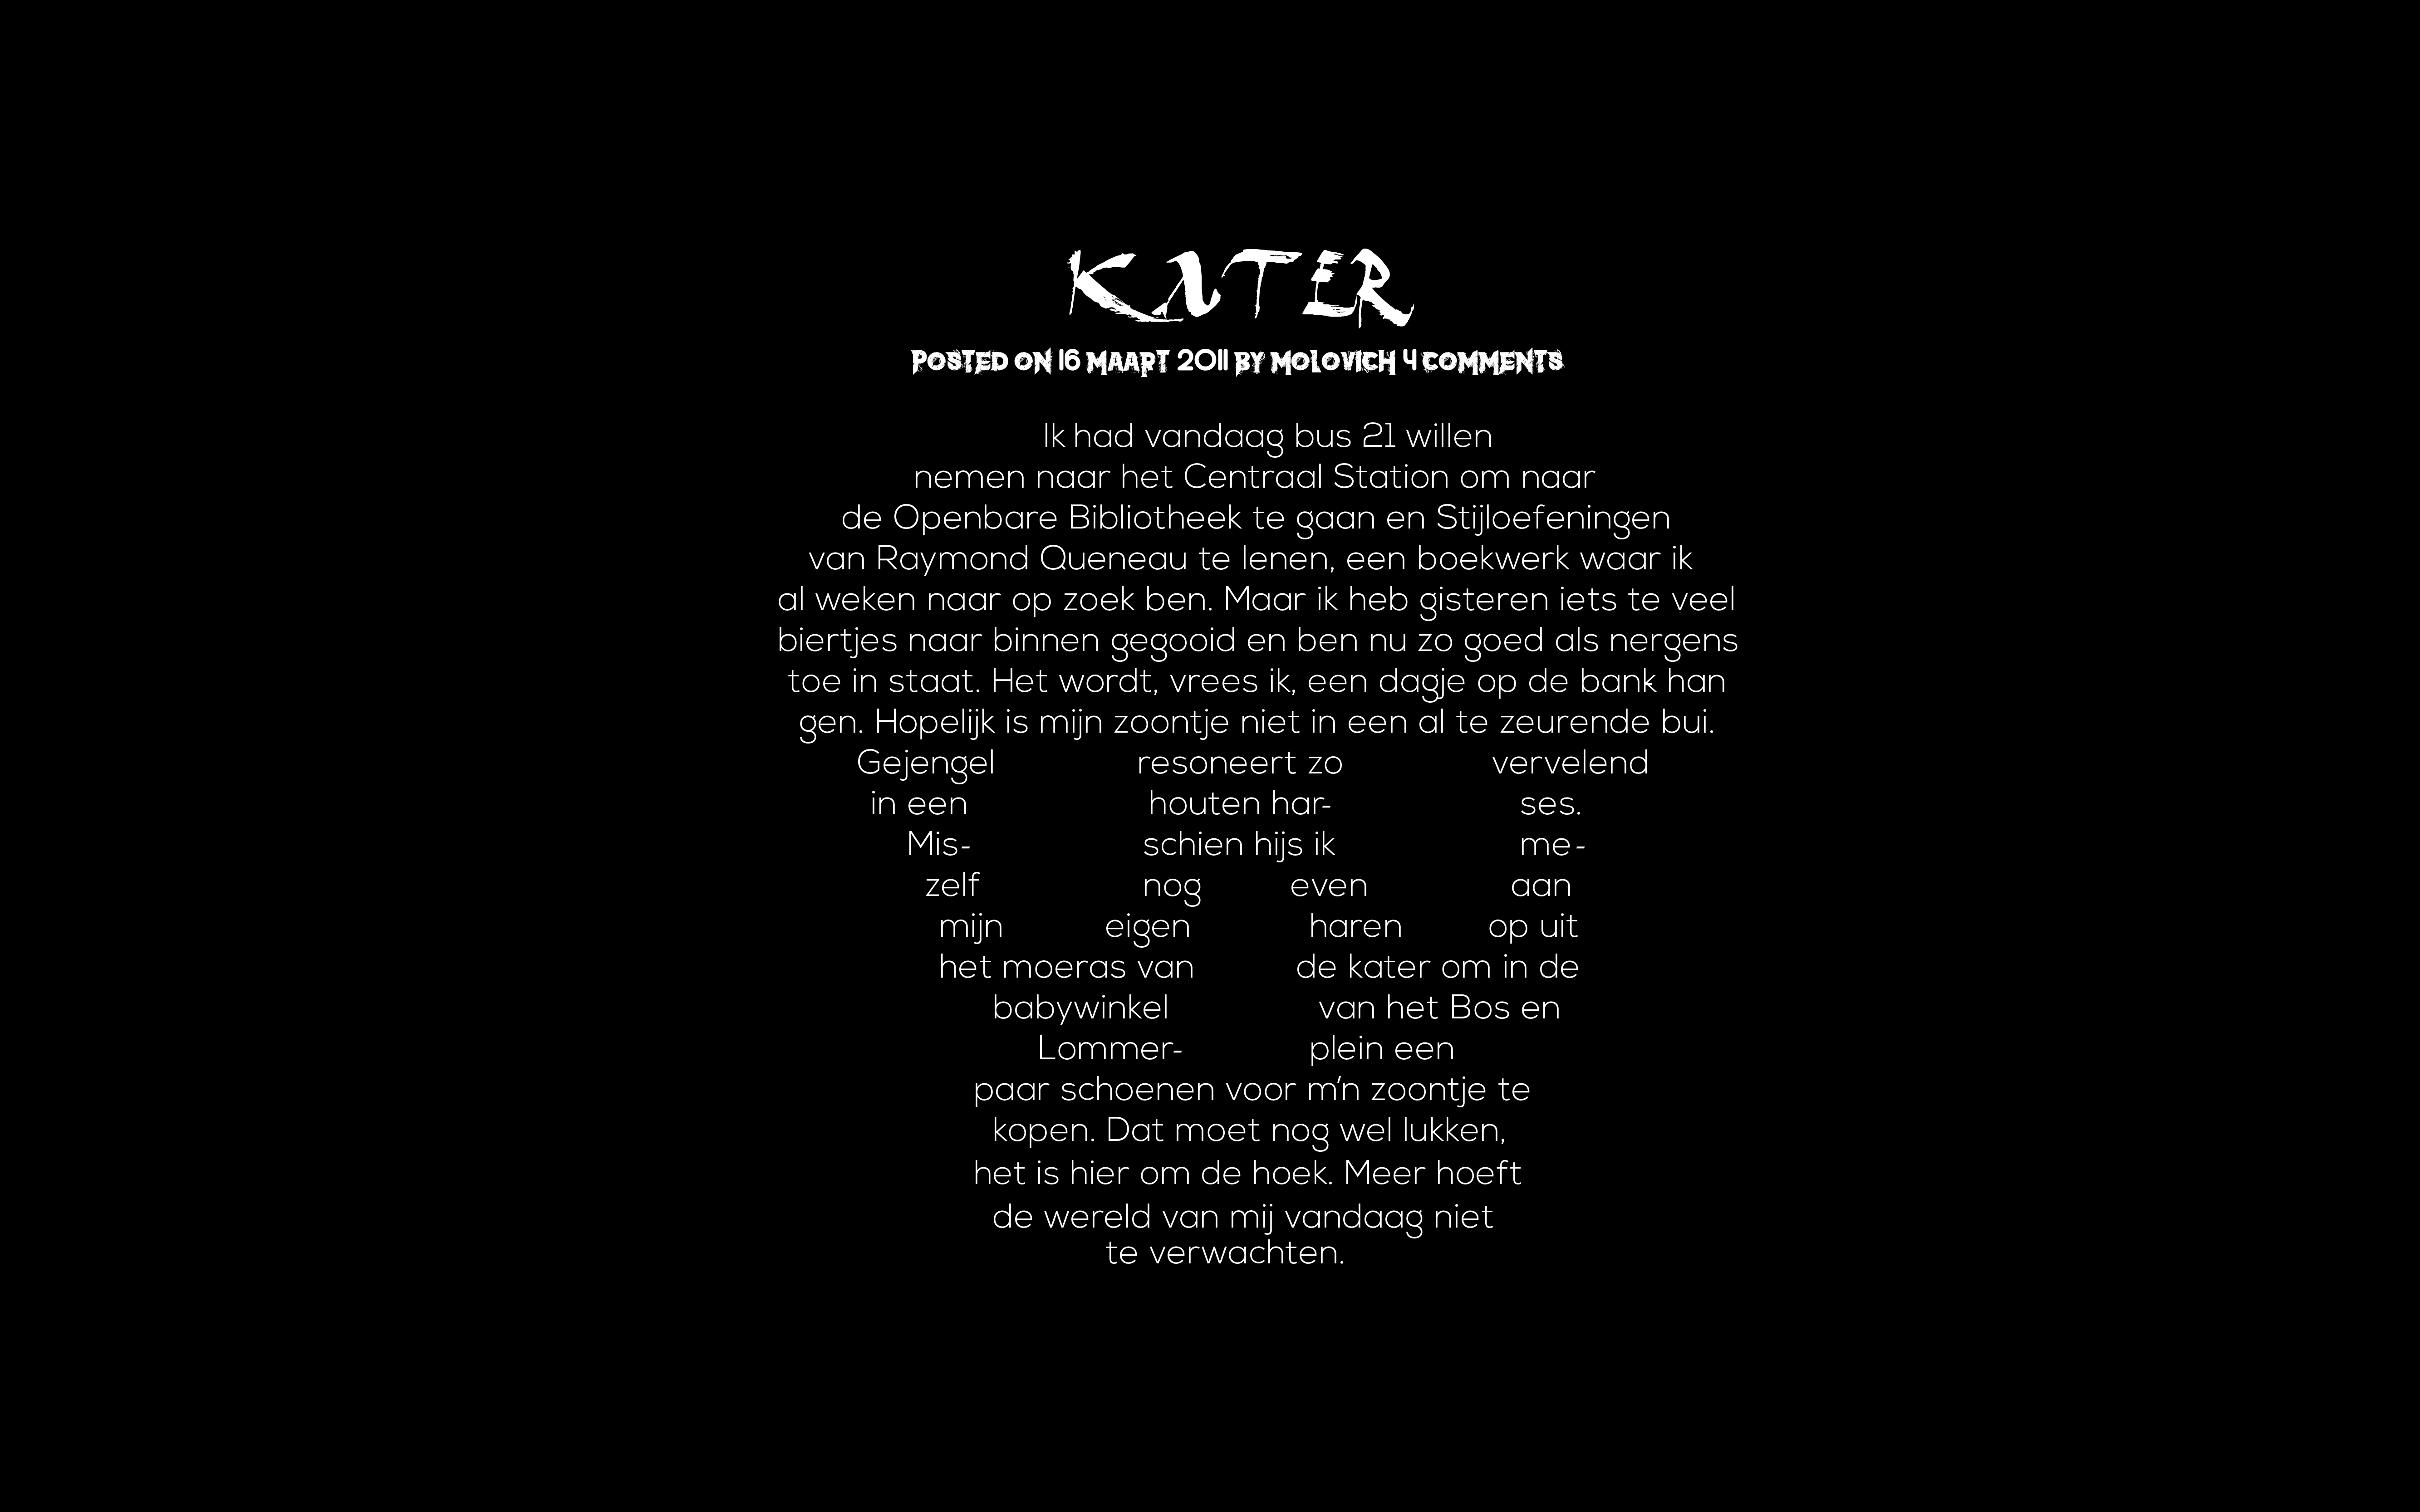 KATER
POSTED ON 16 MAART 2011 BY MOLOVICH 4 COMMENTS
Ik had vandaag bus 21 willen
nemen naar het Centraal Station om naar
de Openbare Bibliotheek te gaan en Stijloefeningen
van Raymond Queneau te lenen, een boekwerk waar ik
al weken naar op zoek ben. Maar ik heb gisteren iets te veel
biertjes naar binnen gegooid en ben nu zo goed als nergens
toe in staat. Het wordt, vrees ik, een dagje op de bank han
gen. Hopelijk is mijn zoontje niet in een al te zeurende bui.
Gejengel resoneert zo vervelend
in een houten har- ses.
Mis- schien hijs ik me-
zelf nog even aan
mijn eigen haren op uit
het moeras van de kater om in de
babywinkel van het Bos en
Lommer- plein een
paar schoenen voor m'n zoontje te
kopen. Dat moet nog wel lukken,
het is hier om de hoek. Meer hoeft
de wereld van mij vandaag niet
te verwachten.